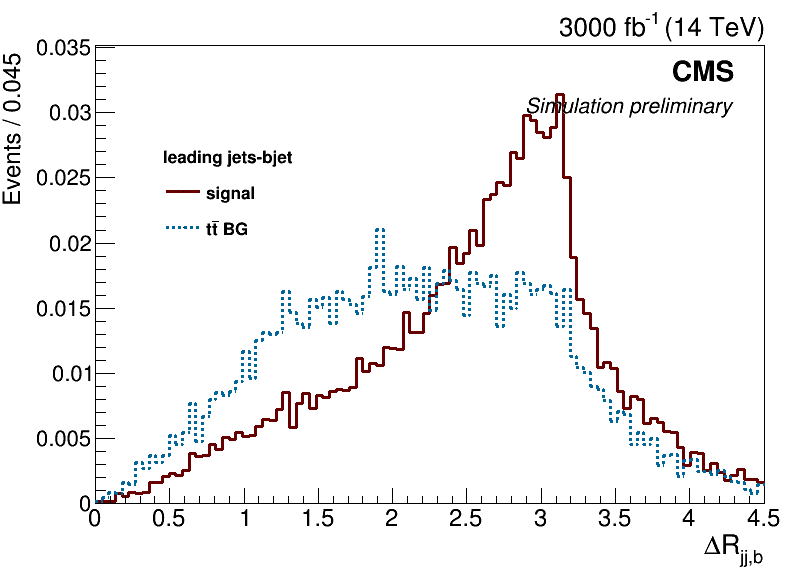 3000 fb-1 (14 TeV)
CMS
Simulation preliminary
Events / 0.045
0.035
0.03
0.025
0.02
0.015
0.01
0.005
0
leading jets-bjet
signal
tt̄ BG
0 0.5 1 1.5 2 2.5 3 3.5 4 4.5
ΔRjj,b